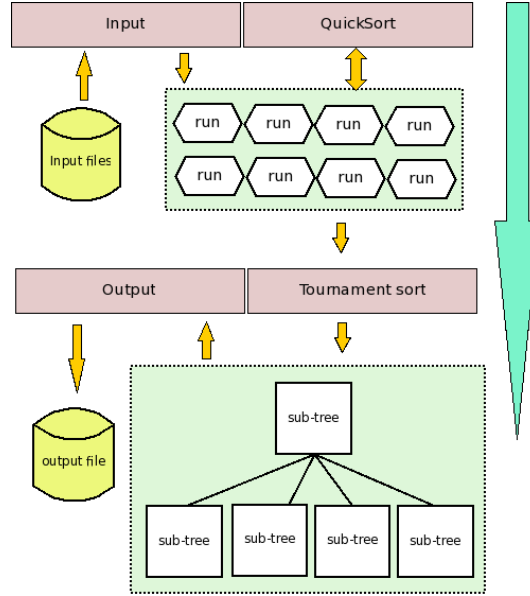 Input
QuickSort
Input files
run run run run
run run run run
Output
Tournament sort
output file
sub-tree
sub-tree sub-tree sub-tree sub-tree